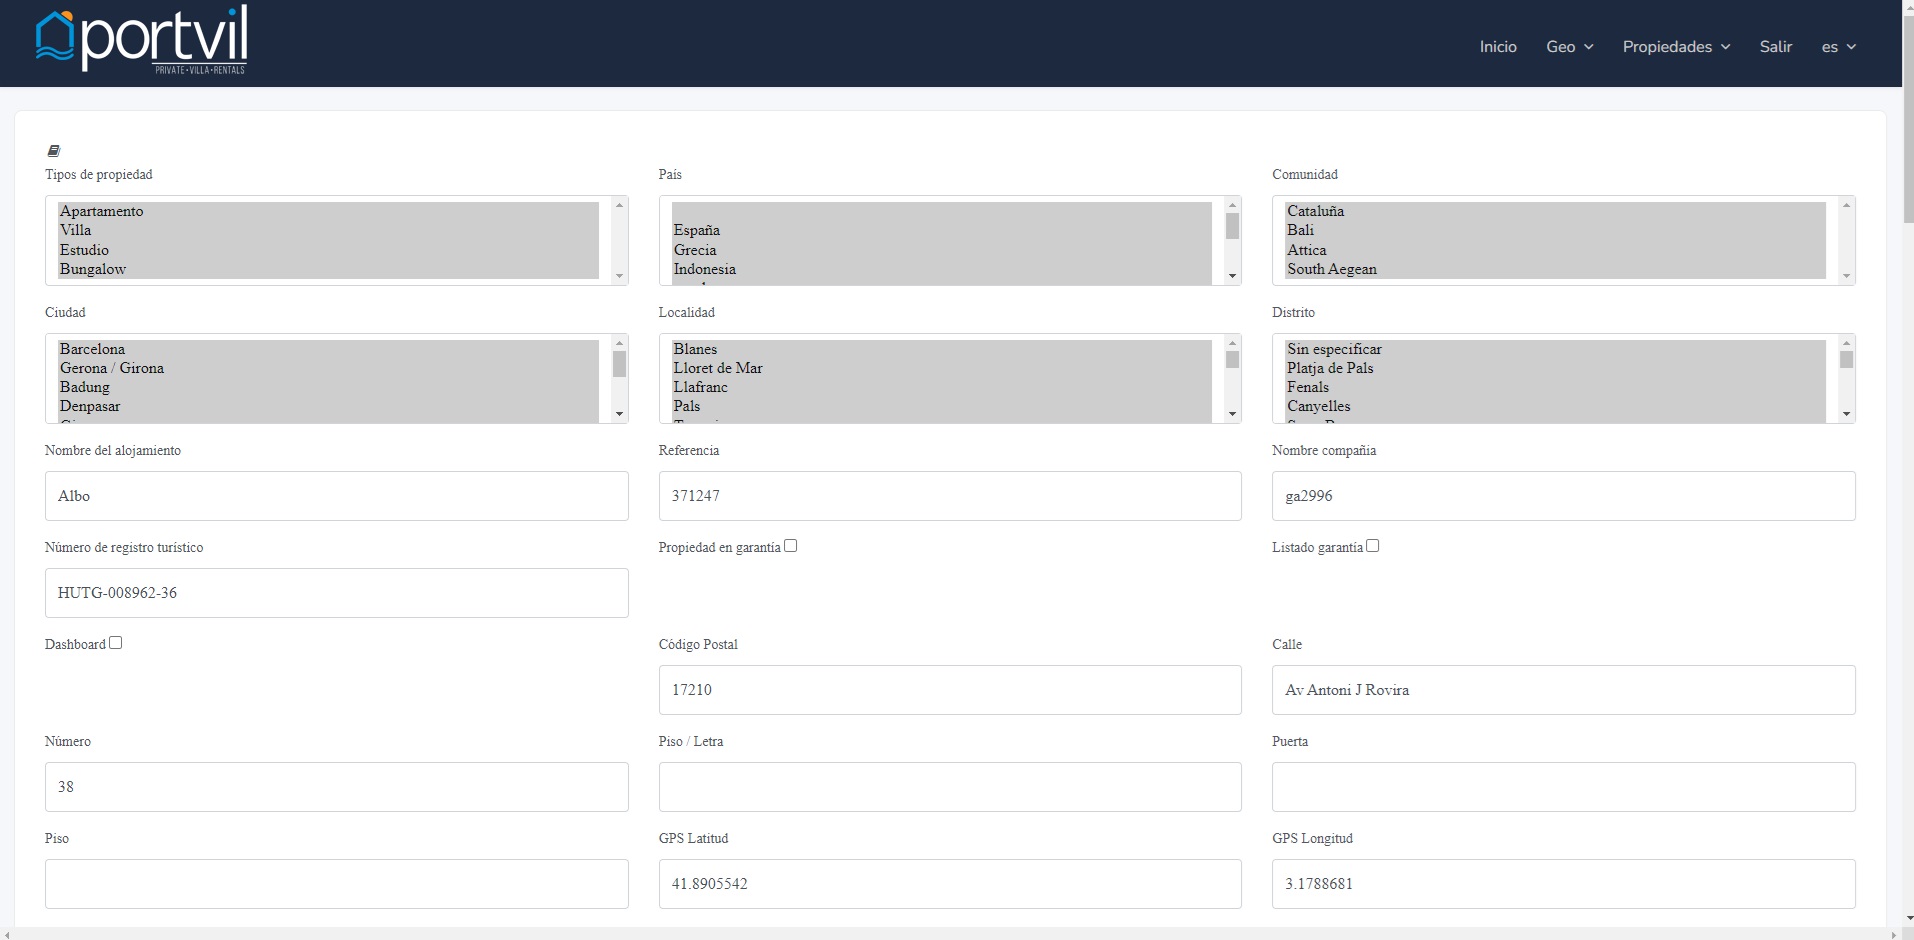 portvil
PRIVATE•VILLA•RENTALS
Inicio Geo Propiedades Salir es
Tipos de propiedad País Comunidad
Apartamento Cataluña
Villa España Bali
Estudio Grecia Attica
Bungalow Indonesia South Aegean
Ciudad Localidad Distrito
Barcelona Blanes Sin especificar
Gerona / Girona Lloret de Mar Platja de Pals
Badung Llafranc Fenals
Denpasar Pals Canyelles
Nombre del alojamiento Referencia Nombre compañia
Albo 371247 ga2996
Número de registro turístico Propiedad en garantía Listado garantía
HUTG-008962-36
Dashboard Código Postal Calle
17210 Av Antoni J Rovira
Número Piso / Letra Puerta
38
Piso GPS Latitud GPS Longitud
41.8905542 3.1788681